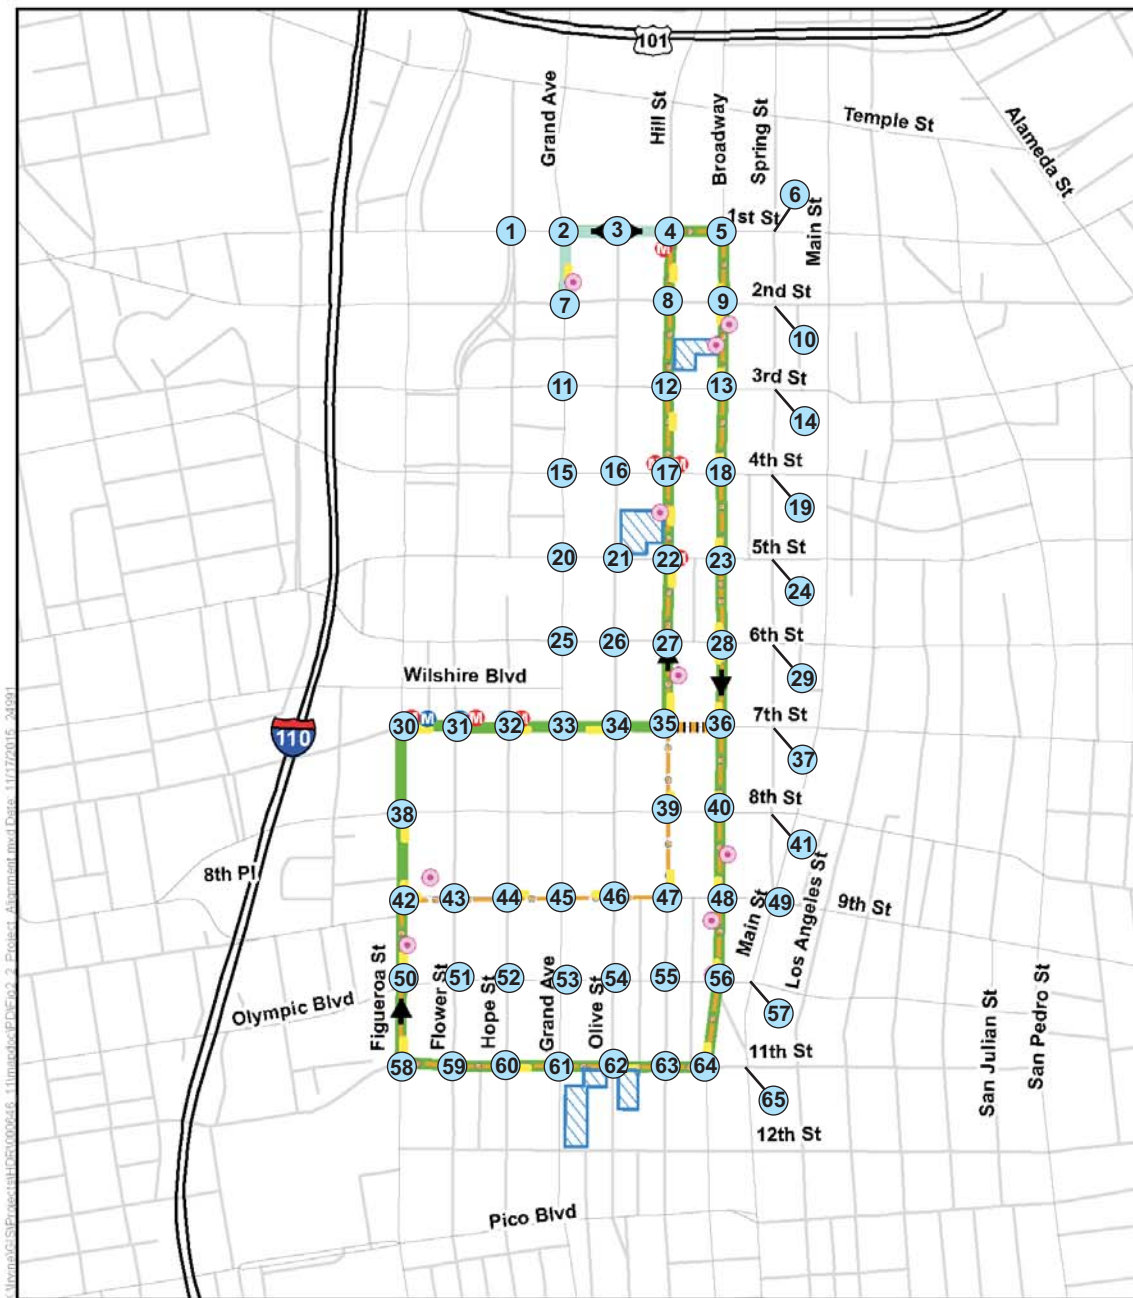 101
Grand Ave
Hill St
Broadway
Spring St
Temple St
Alameda St
6
1st St
Main St
1
2
3
4
5
2nd St
7
8
9
10
3rd St
11
12
13
14
4th St
M
15
16
17
18
19
5th St
20
21
22
23
24
6th St
25
26
27
28
29
Wilshire Blvd
7th St
30
M
31
M
32
M
33
34
35
36
37
110
8th St
38
39
40
41
8th Pl
9th St
42
43
44
45
46
47
48
49
Main St
Los Angeles St
50
51
52
53
54
55
56
57
Olympic Blvd
Figueroa St
Flower St
Hope St
Grand Ave
Olive St
San Julian St
San Pedro St
11th St
58
59
60
61
62
63
64
65
12th St
Pico Blvd